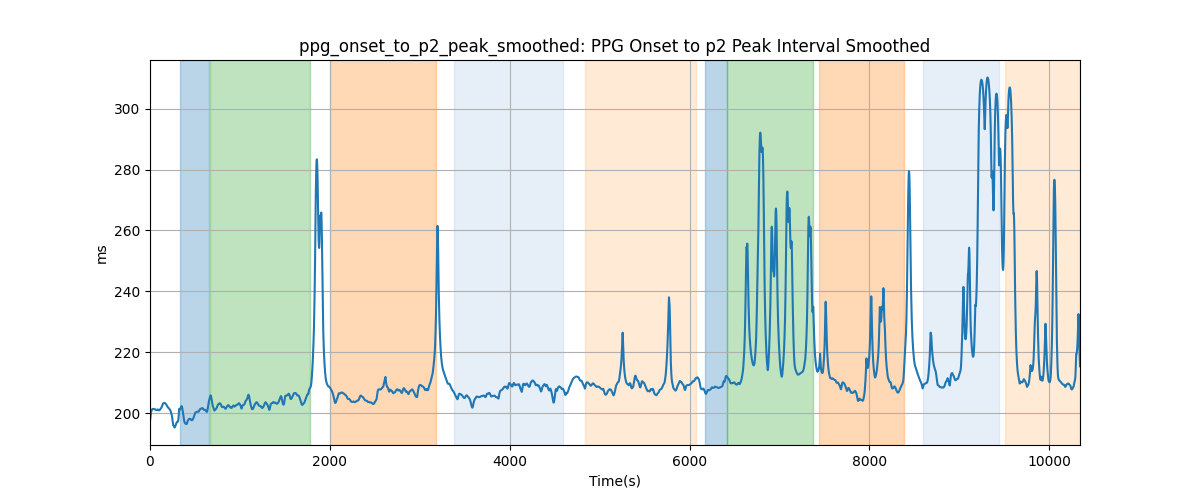 ppg_onset_to_p2_peak_smoothed: PPG Onset to p2 Peak Interval Smoothed
300
280
260
240
220
200
ms
0 2000 4000 6000 8000 10000
Time(s)